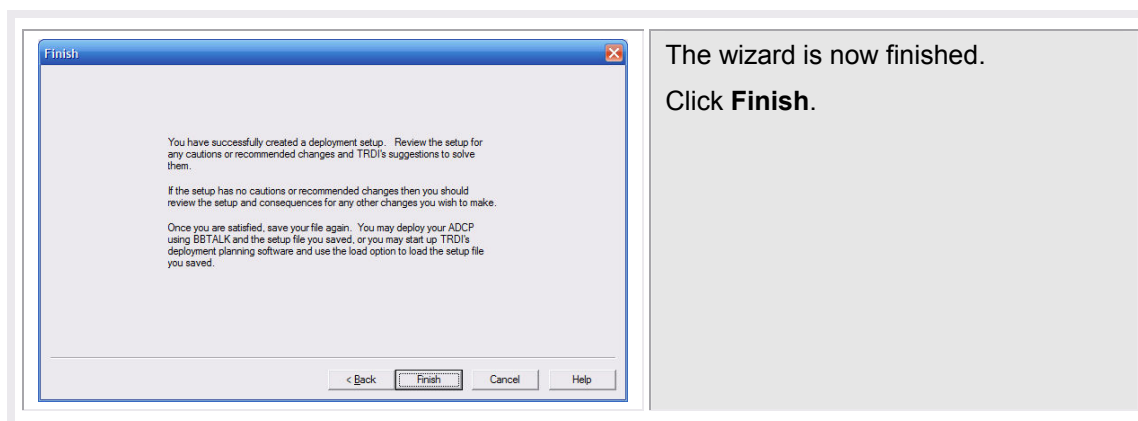 Finish
You have successfully created a deployment setup. Review the setup for
any cautions or recommended changes and TRDI's suggestions to solve
them.
If the setup has no cautions or recommended changes then you should
review the setup and consequences for any other changes you wish to make.
Once you are satisfied, save your file again. You may deploy your ADCP
using BBTALK and the setup file you saved, or you may start up TRDI's
deployment planning software and use the load option to load the setup file
you saved.
< Back Finish Cancel Help
The wizard is now finished.
Click Finish.